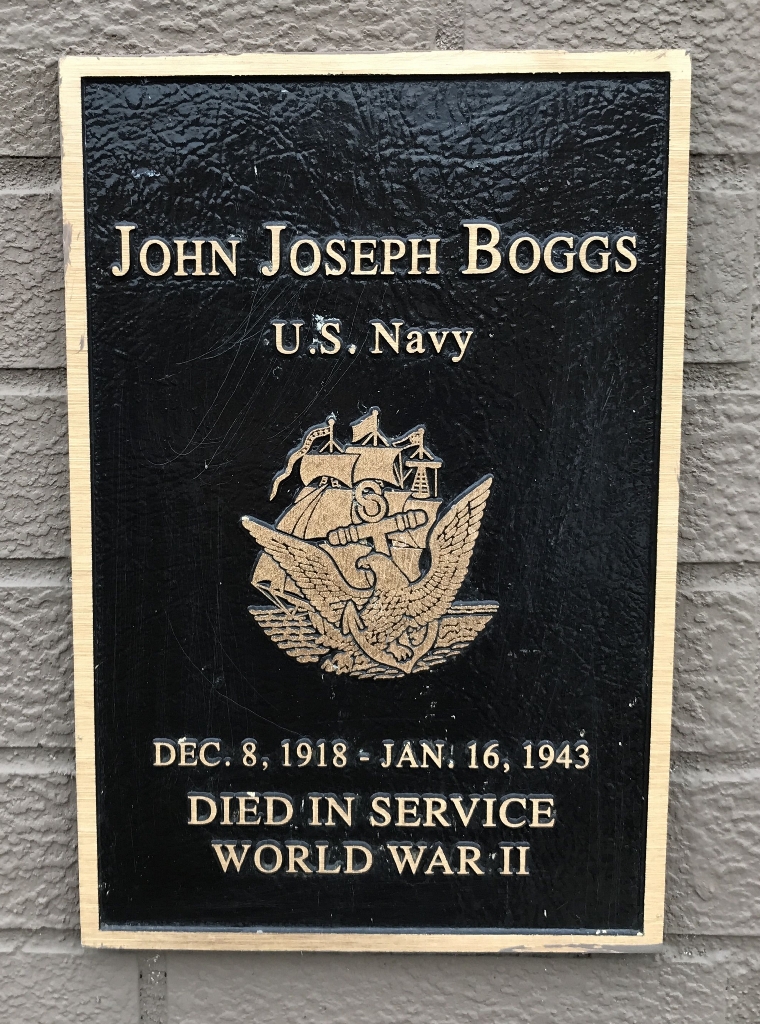 JOHN JOSEPH BOGGS
U.S. Navy
DEC. 8, 1918 - JAN. 16, 1943
DIED IN SERVICE
WORLD WAR II